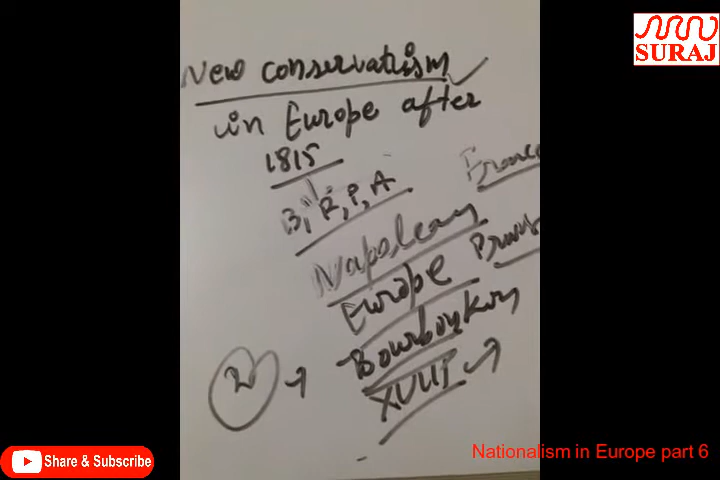 SURAJ
New conservatism
in Europe after
1815
B, R, P, A
France
Napoleon
Europe
Bourbon
XVIII
Share & Subscribe
Nationalism in Europe part 6